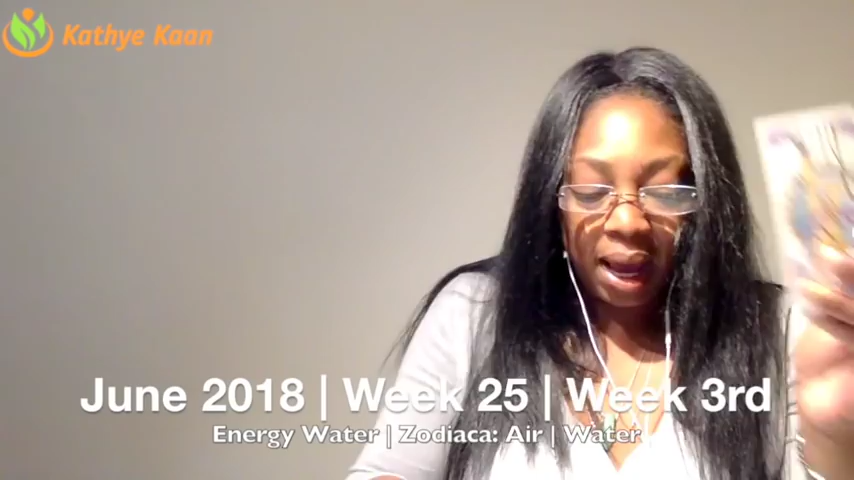 Kathye Kaan
June 2018 | Week 25 | Week 3rd
Energy Water | Zodiaca: Air | Water